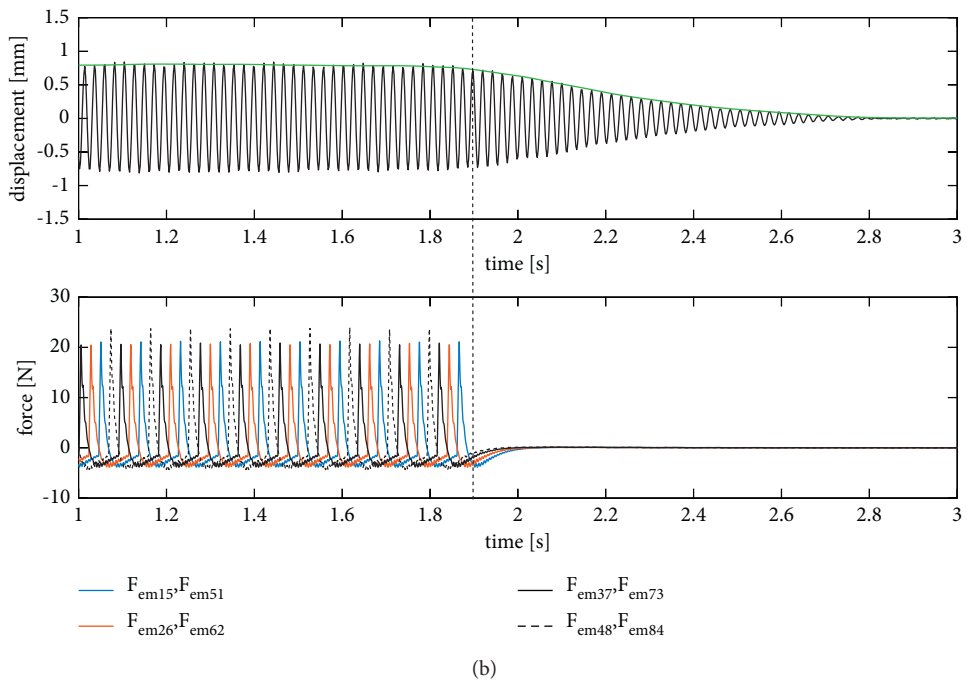 1.5
1
0.5
0
-0.5
-1
-1.5
displacement [mm]
1 1.2 1.4 1.6 1.8 2 2.2 2.4 2.6 2.8 3
time [s]
30
20
10
0
-10
force [N]
1 1.2 1.4 1.6 1.8 2 2.2 2.4 2.6 2.8 3
time [s]
Fem15,Fem51
Fem26,Fem62
Fem37,Fem73
Fem48,Fem84
(b)